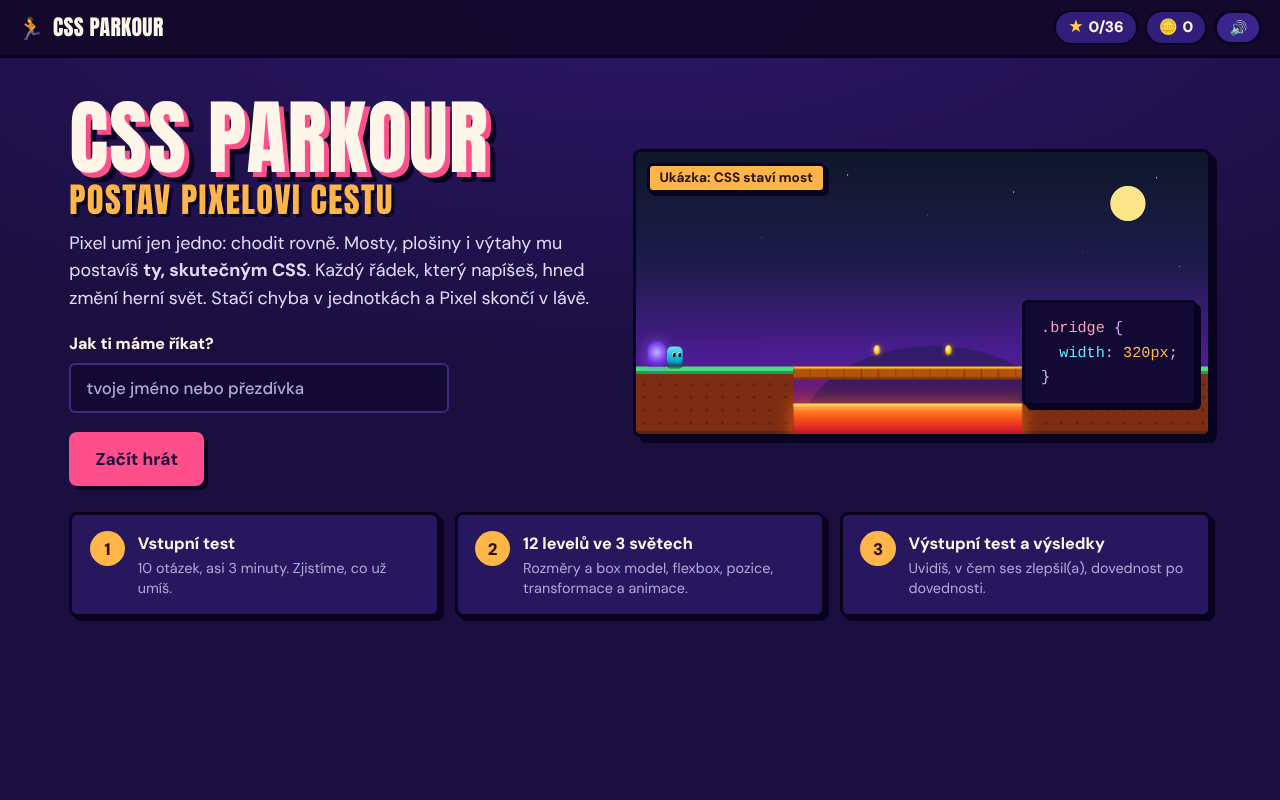 CSS PARKOUR
0/36
0
CSS PARKOUR
POSTAV PIXELOVI CESTU
Pixel umí jen jedno: chodit rovně. Mosty, plošiny i výtahy mu
postavíš ty, skutečným CSS. Každý řádek, který napíšeš, hned
změní herní svět. Stačí chyba v jednotkách a Pixel skončí v lávě.
Jak ti máme říkat?
tvoje jméno nebo přezdívka
Začít hrát
Ukázka: CSS staví most
.bridge {
width: 320px;
}
1
Vstupní test
10 otázek, asi 3 minuty. Zjistíme, co už
umíš.
2
12 levelů ve 3 světech
Rozměry a box model, flexbox, pozice,
transformace a animace.
3
Výstupní test a výsledky
Uvidíš, v čem ses zlepšil(a), dovednost po
dovednosti.